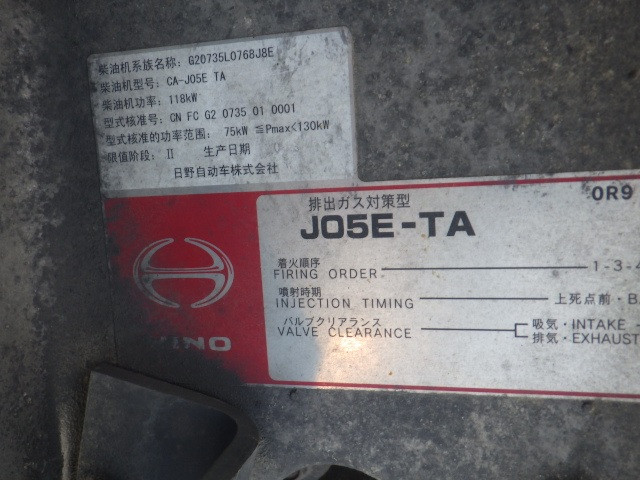 柴油机系族名称: G20735L0768J8E
柴油机型号: CA-J05E TA
柴油机功率: 118kW
型式核准号: CN FC G2 0735 01 0001
型式核准的功率范围: 75kW ≦Pmax<130kW
限值阶段: Ⅱ 生产日期
日野自动车株式会社
排出ガス対策型 0R9
J05E-TA
着火順序
FIRING ORDER 1-3-4
噴射時期
INJECTION TIMING 上死点前・B
バルブクリアランス 吸気・INTAKE
VALVE CLEARANCE 排気・EXHAUST
HINO